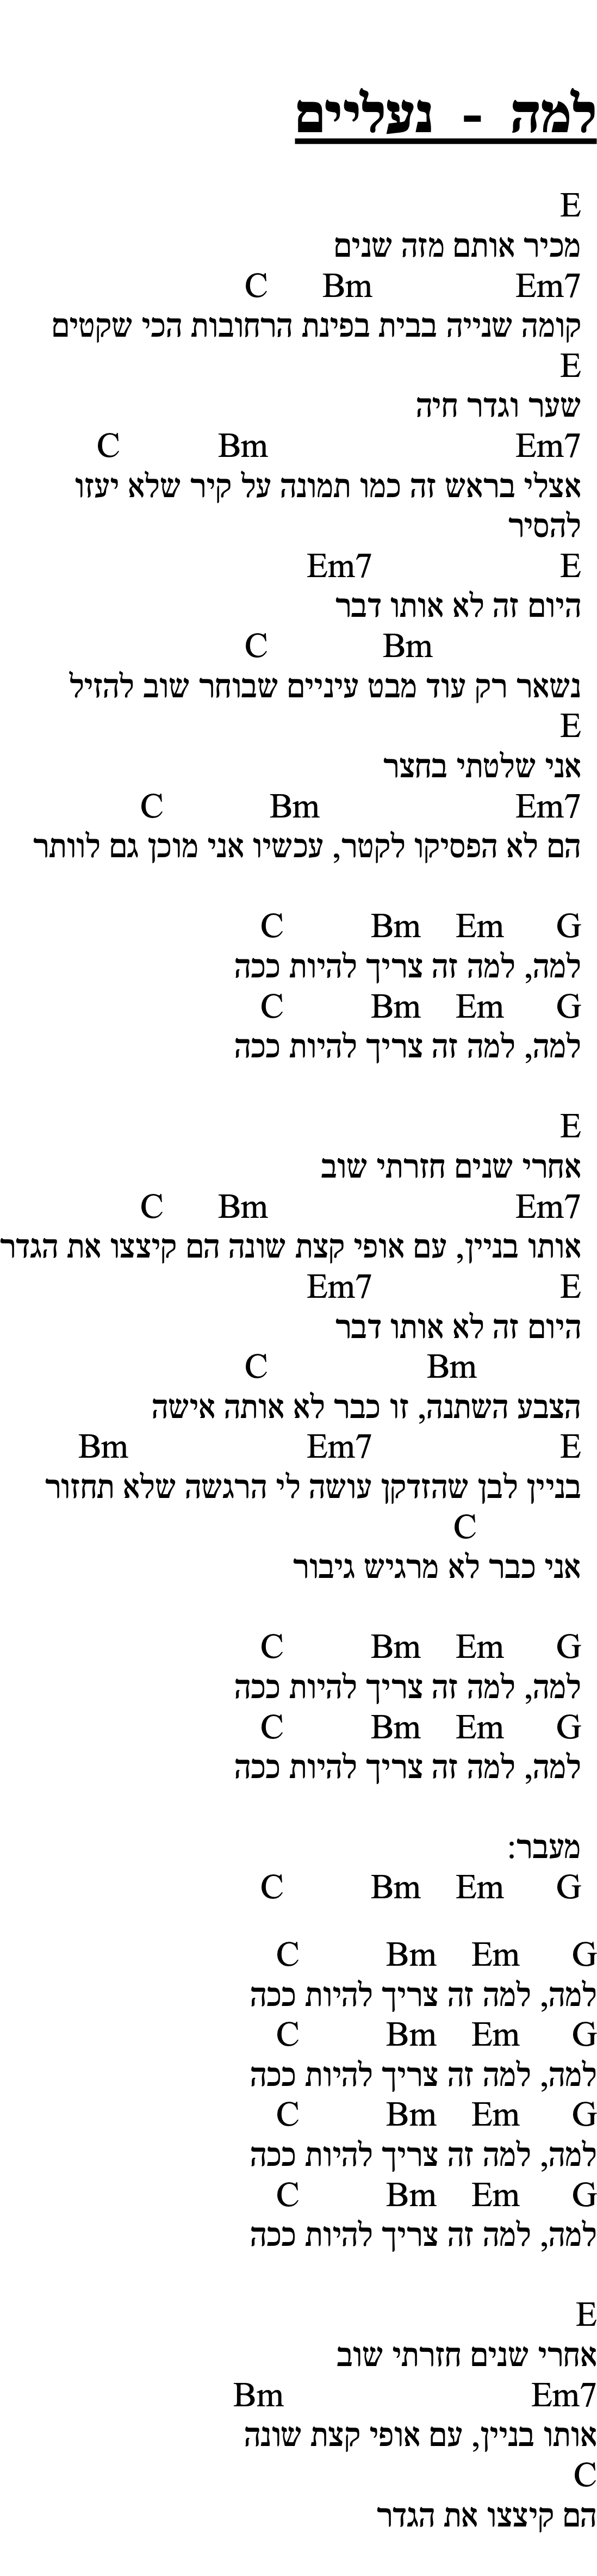 למה - נעליים
E
מכיר אותם מזה שנים
Em7 Bm C
קומה שנייה בבית בפינת הרחובות הכי שקטים
E
שער וגדר חיה
Em7 Bm C
אצלי בראש זה כמו תמונה על קיר שלא יעזו
להסיר
E Em7
היום זה לא אותו דבר
Bm C
נשאר רק עוד מבט עיניים שבוחר שוב להזיל
E
אני שלטתי בחצר
Em7 Bm C
הם לא הפסיקו לקטר, עכשיו אני מוכן גם לוותר
G Em Bm C
למה, למה זה צריך להיות ככה
G Em Bm C
למה, למה זה צריך להיות ככה
E
אחרי שנים חזרתי שוב
Em7 Bm C
אותו בניין, עם אופי קצת שונה הם קיצצו את הגדר
E Em7
היום זה לא אותו דבר
Bm C
הצבע השתנה, זו כבר לא אותה אישה
E Em7 Bm
בניין לבן שהזדקן עושה לי הרגשה שלא תחזור
C
אני כבר לא מרגיש גיבור
G Em Bm C
למה, למה זה צריך להיות ככה
G Em Bm C
למה, למה זה צריך להיות ככה
מעבר:
G Em Bm C
G Em Bm C
למה, למה זה צריך להיות ככה
G Em Bm C
למה, למה זה צריך להיות ככה
G Em Bm C
למה, למה זה צריך להיות ככה
G Em Bm C
למה, למה זה צריך להיות ככה
E
אחרי שנים חזרתי שוב
Em7 Bm
אותו בניין, עם אופי קצת שונה
C
הם קיצצו את הגדר